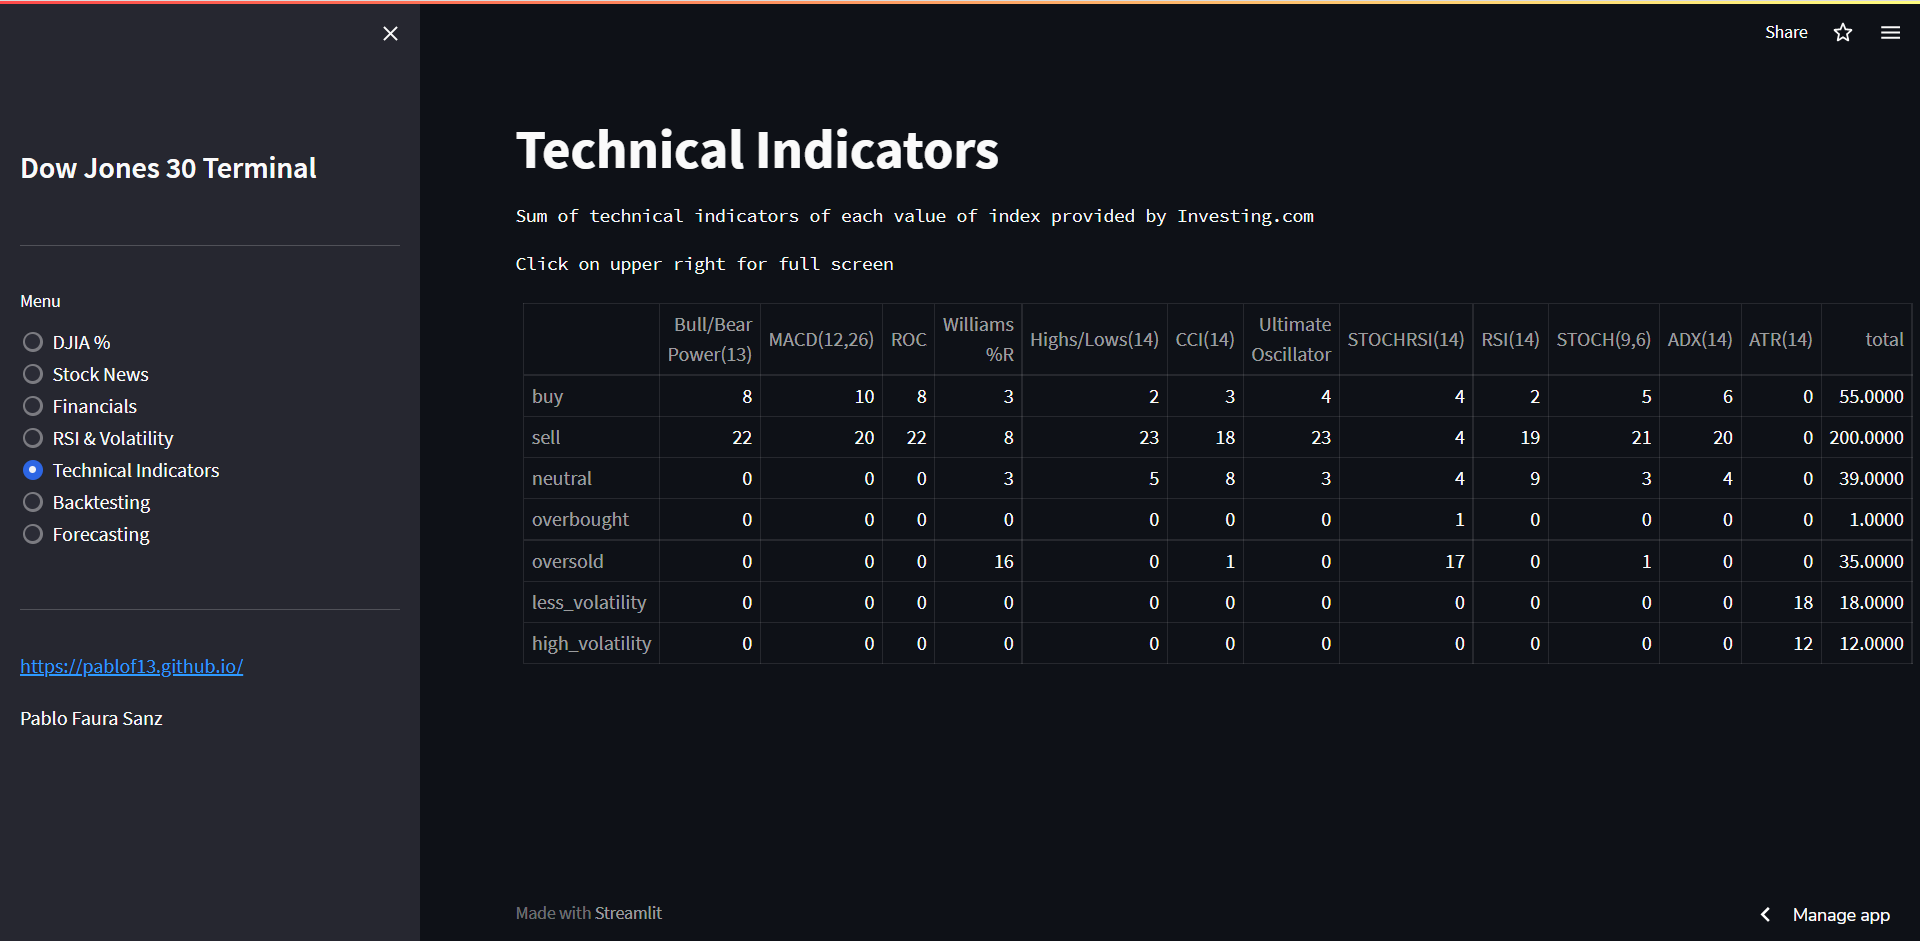 Share
Dow Jones 30 Terminal
Menu
DJIA %
Stock News
Financials
RSI & Volatility
Technical Indicators
Backtesting
Forecasting
https://pablof13.github.io/
Pablo Faura Sanz
Technical Indicators
Sum of technical indicators of each value of index provided by Investing.com
Click on upper right for full screen
Bull/Bear Power(13) MACD(12,26) ROC Williams %R Highs/Lows(14) CCI(14) Ultimate Oscillator STOCHRSI(14) RSI(14) STOCH(9,6) ADX(14) ATR(14) total
buy 8 10 8 3 2 3 4 4 2 5 6 0 55.0000
sell 22 20 22 8 23 18 23 4 19 21 20 0 200.0000
neutral 0 0 0 3 5 8 3 4 9 3 4 0 39.0000
overbought 0 0 0 0 0 0 0 1 0 0 0 0 1.0000
oversold 0 0 0 16 0 1 0 17 0 1 0 0 35.0000
less_volatility 0 0 0 0 0 0 0 0 0 0 0 18 18.0000
high_volatility 0 0 0 0 0 0 0 0 0 0 0 12 12.0000
Made with Streamlit
Manage app